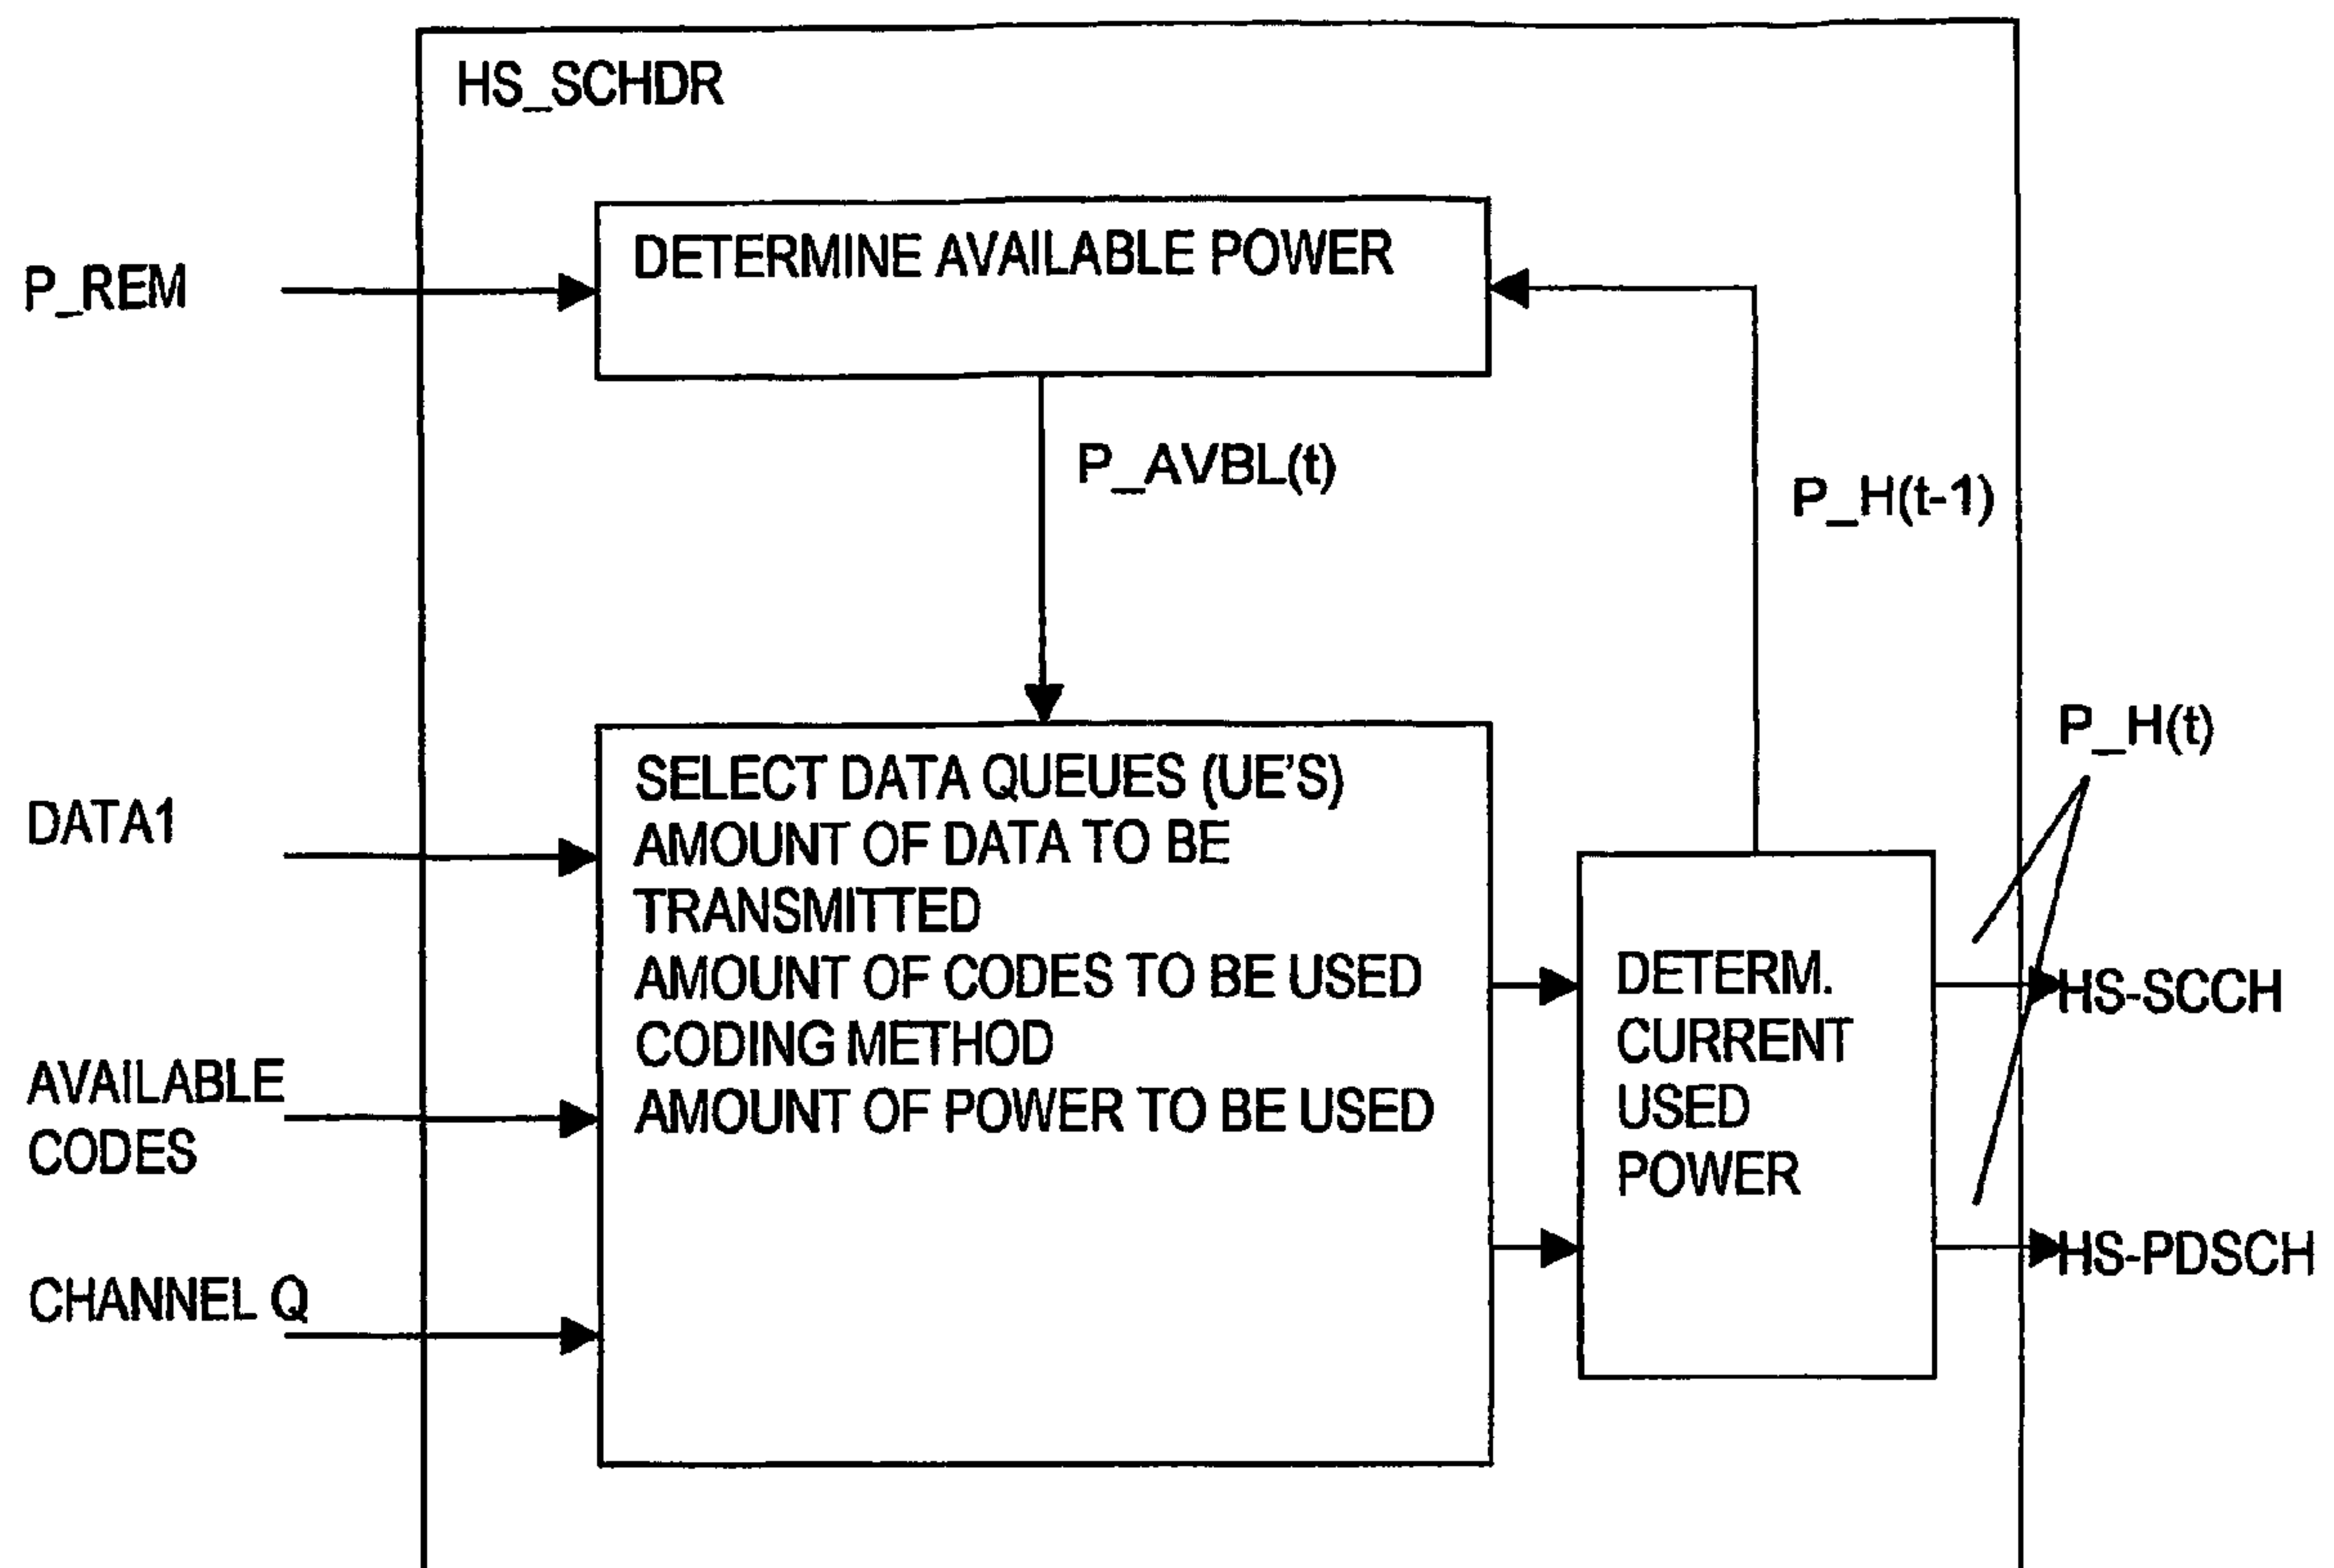 HS_SCHDR
DETERMINE AVAILABLE POWER
P_REM
P_AVBL(t)
P_H(t-1)
P_H(t)
SELECT DATA QUEUES (UE'S)
AMOUNT OF DATA TO BE
TRANSMITTED
AMOUNT OF CODES TO BE USED
CODING METHOD
AMOUNT OF POWER TO BE USED
DATA1
AVAILABLE
CODES
CHANNEL Q
DETERM.
CURRENT
USED
POWER
HS-SCCH
HS-PDSCH